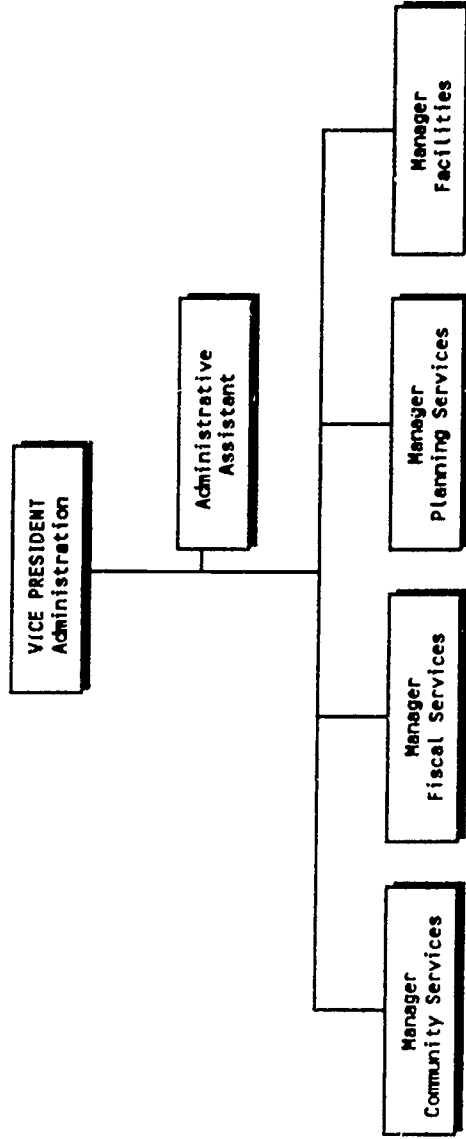 VICE PRESIDENT
Administration
Administrative
Assistant
Manager
Community Services
Manager
Fiscal Services
Manager
Planning Services
Manager
Facilities